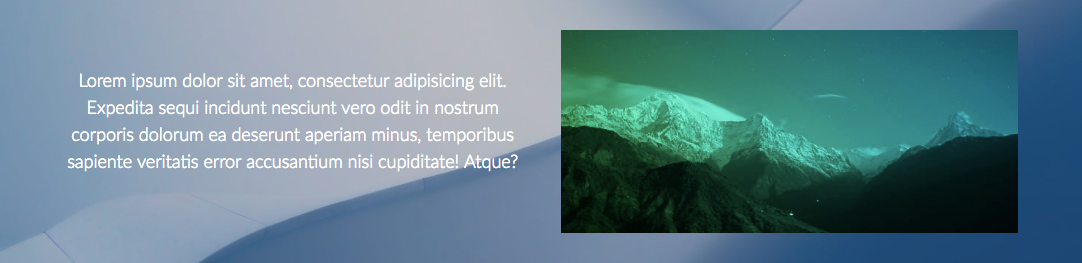 Lorem ipsum dolor sit amet, consectetur adipisicing elit.
Expedita sequi incidunt nesciunt vero odit in nostrum
corporis dolorum ea deserunt aperiam minus, temporibus
sapiente veritatis error accusantium nisi cupiditate! Atque?